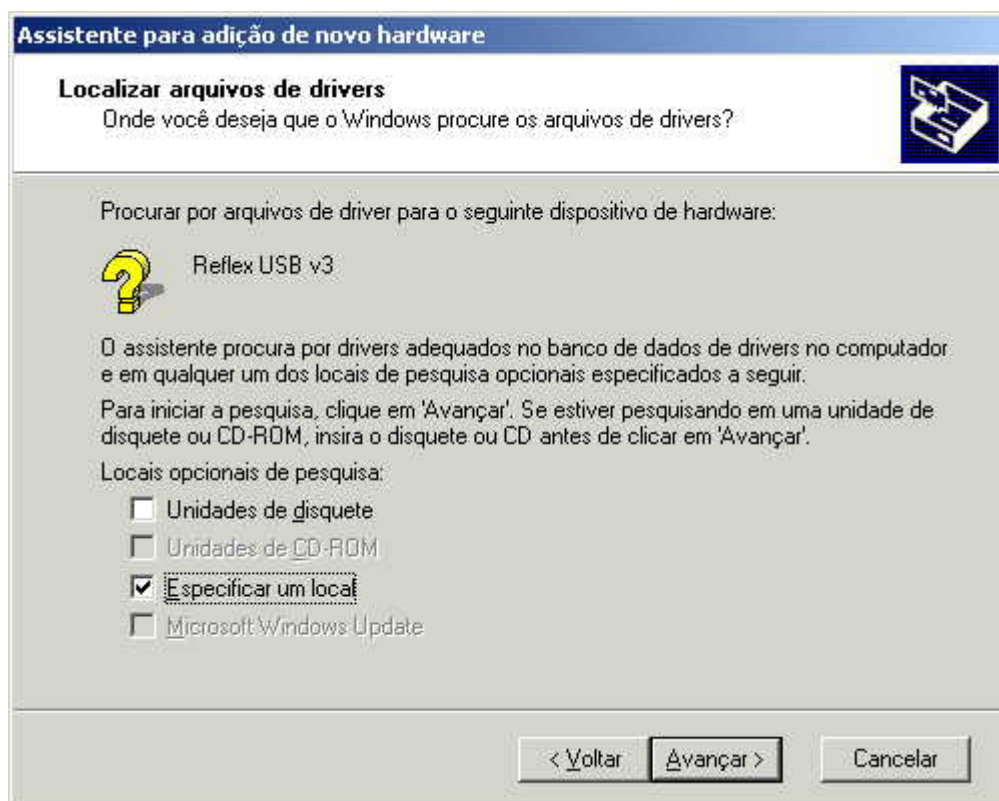 Assistente para adição de novo hardware
Localizar arquivos de drivers
Onde você deseja que o Windows procure os arquivos de drivers?
Procurar por arquivos de driver para o seguinte dispositivo de hardware:
Reflex USB v3
O assistente procura por drivers adequados no banco de dados de drivers no computador
e em qualquer um dos locais de pesquisa opcionais especificados a seguir.
Para iniciar a pesquisa, clique em 'Avançar'. Se estiver pesquisando em uma unidade de
disquete ou CD-ROM, insira o disquete ou CD antes de clicar em 'Avançar'.
Locais opcionais de pesquisa:
Unidades de disquete
Unidades de CD-ROM
Especificar um local
Microsoft Windows Update
< Voltar Avançar > Cancelar